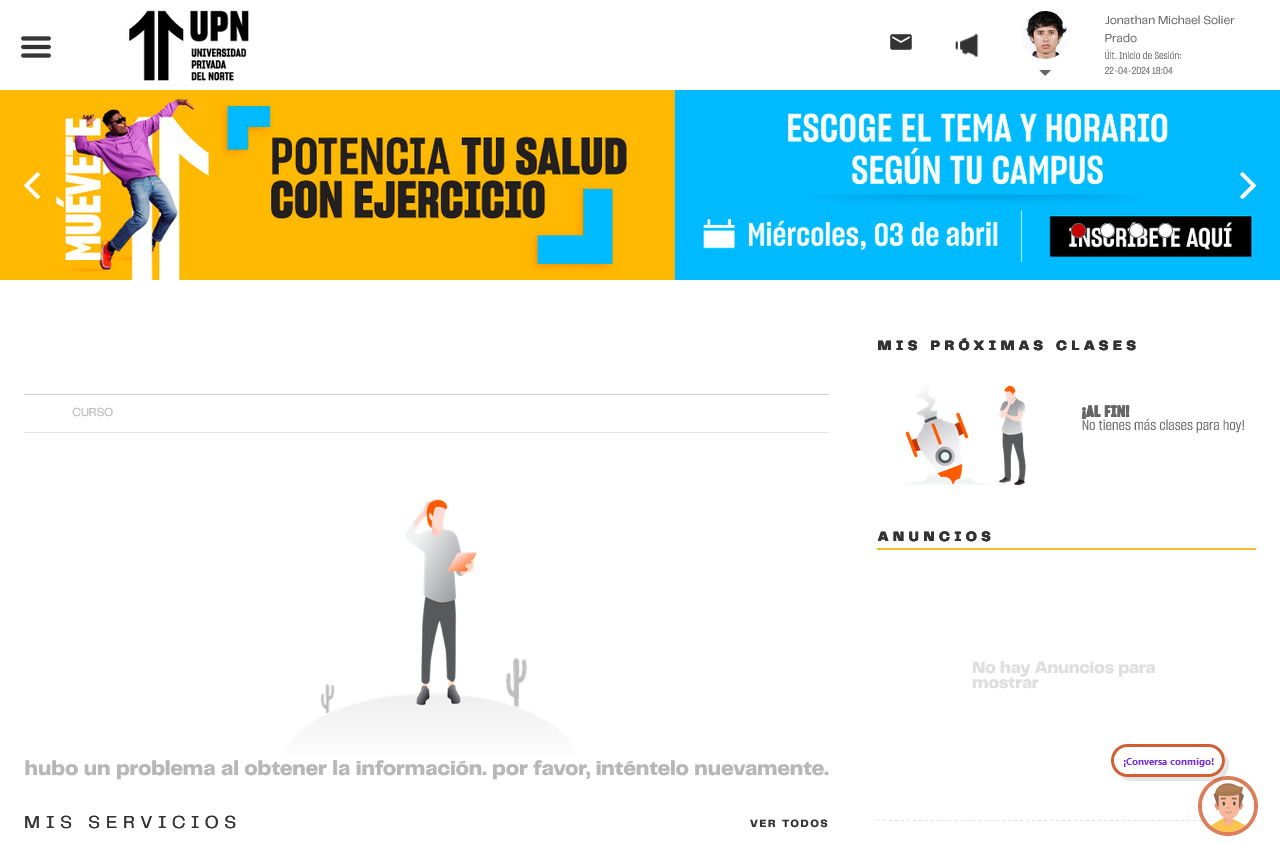 UPN
UNIVERSIDAD
PRIVADA
DEL NORTE
Jonathan Michael Solier
Prado
Últ. Inicio de Sesión:
22-04-2024 18:04
MUÉVETE
POTENCIA TU SALUD
CON EJERCICIO
ESCOGE EL TEMA Y HORARIO
SEGÚN TU CAMPUS
Miércoles, 03 de abril
INSCRÍBETE AQUÍ
MIS PRÓXIMAS CLASES
¡AL FIN!
No tienes más clases para hoy!
CURSO
ANUNCIOS
No hay Anuncios para
mostrar
hubo un problema al obtener la información. por favor, inténtelo nuevamente.
¡Conversa conmigo!
MIS SERVICIOS
VER TODOS